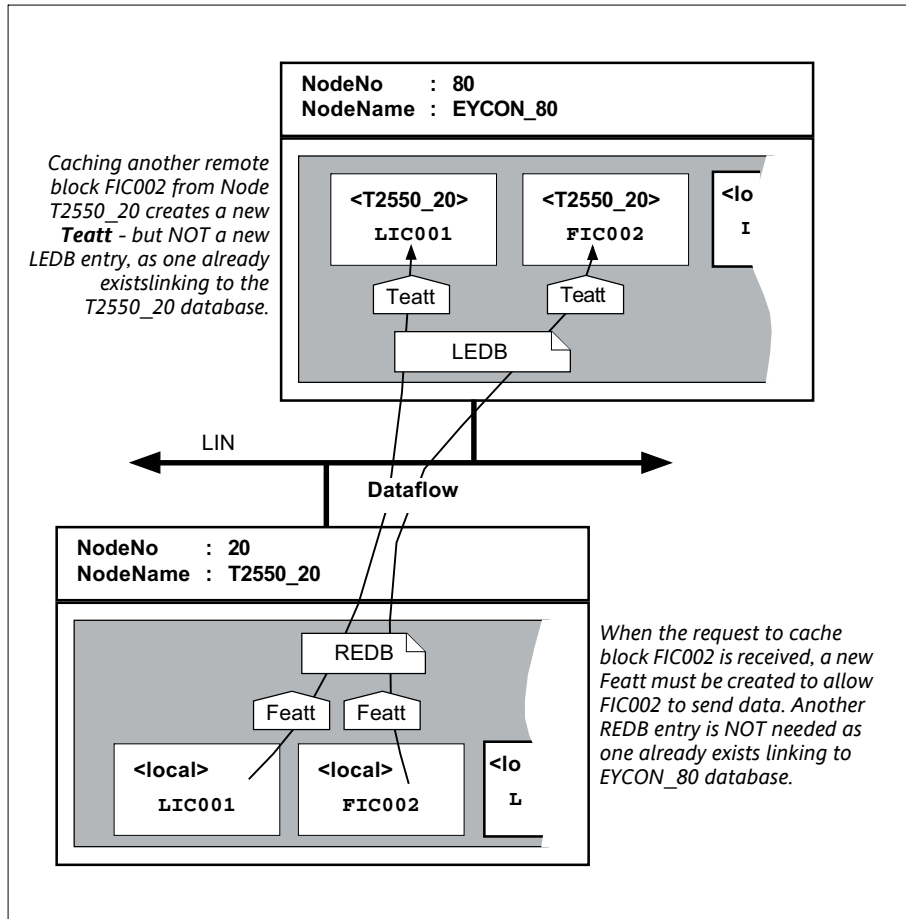 NodeNo : 80
NodeName : EYCON_80
Caching another remote
block FIC002 from Node
T2550_20 creates a new
Teatt - but NOT a new
LEDB entry, as one already
existslinking to the
T2550_20 database.
<T2550_20>
LIC001
<T2550_20>
FIC002
<lo
I
Teatt
Teatt
LEDB
LIN
Dataflow
NodeNo : 20
NodeName : T2550_20
REDB
Featt
Featt
<local>
LIC001
<local>
FIC002
<lo
L
When the request to cache
block FIC002 is received, a new
Featt must be created to allow
FIC002 to send data. Another
REDB entry is NOT needed as
one already exists linking to
EYCON_80 database.